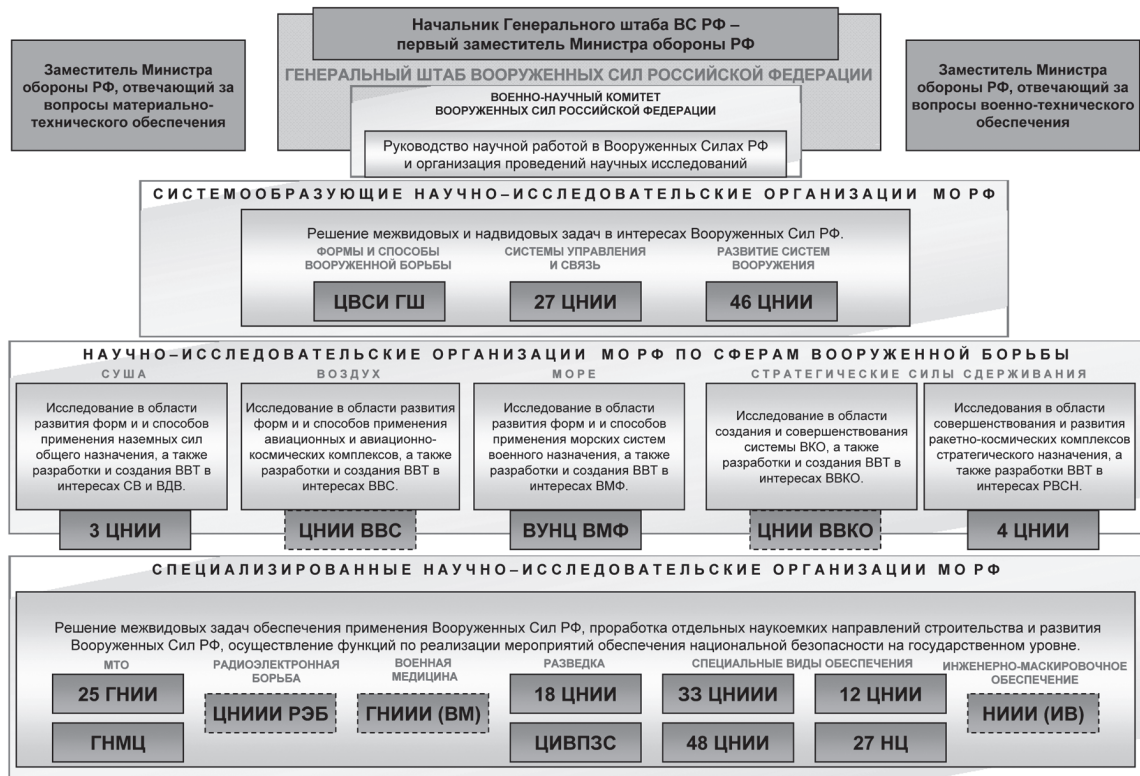 Начальник Генерального штаба ВС РФ –
первый заместитель Министра обороны РФ
Заместитель Министра
обороны РФ, отвечающий за
вопросы материально-
технического обеспечения
ГЕНЕРАЛЬНЫЙ ШТАБ ВООРУЖЕННЫХ СИЛ РОССИЙСКОЙ ФЕДЕРАЦИИ
ВОЕННО-НАУЧНЫЙ КОМИТЕТ
ВООРУЖЕННЫХ СИЛ РОССИЙСКОЙ ФЕДЕРАЦИИ
Руководство научной работой в Вооруженных Силах РФ
и организация проведений научных исследований
Заместитель Министра
обороны РФ, отвечающий за
вопросы военно-технического
обеспечения
СИСТЕМООБРАЗУЮЩИЕ НАУЧНО–ИССЛЕДОВАТЕЛЬСКИЕ ОРГАНИЗАЦИИ МО РФ
Решение межвидовых и надвидовых задач в интересах Вооруженных Сил РФ.
ФОРМЫ И СПОСОБЫ
ВООРУЖЕННОЙ БОРЬБЫ
ЦВСИ ГШ
СИСТЕМЫ УПРАВЛЕНИЯ
И СВЯЗЬ
27 ЦНИИ
РАЗВИТИЕ СИСТЕМ
ВООРУЖЕНИЯ
46 ЦНИИ
НАУЧНО–ИССЛЕДОВАТЕЛЬСКИЕ ОРГАНИЗАЦИИ МО РФ ПО СФЕРАМ ВООРУЖЕННОЙ БОРЬБЫ
СУША
Исследование в области
развития форм и и способов
применения наземных сил
общего назначения, а также
разработки и создания ВВТ в
интересах СВ и ВДВ.
3 ЦНИИ
ВОЗДУХ
Исследование в области развития
форм и и способов применения
авиационных и авиационно-
космических комплексов, а также
разработки и создания ВВТ в
интересах ВВС.
ЦНИИ ВВС
МОРЕ
Исследование в области
развития форм и и способов
применения морских систем
военного назначения, а также
разработки и создания ВВТ в
интересах ВМФ.
ВУНЦ ВМФ
СТРАТЕГИЧЕСКИЕ СИЛЫ СДЕРЖИВАНИЯ
Исследование в области
создания и совершенствования
системы ВКО, а также
разработки и создания ВВТ в
интересах ВВКО.
ЦНИИ ВВКО
Исследования в области
совершенствования и развития
ракетно-космических комплексов
стратегического назначения, а
также разработки ВВТ в
интересах РВСН.
4 ЦНИИ
СПЕЦИАЛИЗИРОВАННЫЕ НАУЧНО–ИССЛЕДОВАТЕЛЬСКИЕ ОРГАНИЗАЦИИ МО РФ
Решение межвидовых задач обеспечения применения Вооруженных Сил РФ, проработка отдельных наукоемких направлений строительства и развития
Вооруженных Сил РФ, осуществление функций по реализации мероприятий обеспечения национальной безопасности на государственном уровне.
МТО
25 ГНИИ
ГНМЦ
РАДИОЭЛЕКТРОННАЯ
БОРЬБА
ЦНИИИ РЭБ
ВОЕННАЯ
МЕДИЦИНА
ГНИИИ (ВМ)
РАЗВЕДКА
18 ЦНИИ
ЦИВПЗС
СПЕЦИАЛЬНЫЕ ВИДЫ ОБЕСПЕЧЕНИЯ
33 ЦНИИИ
12 ЦНИИ
48 ЦНИИ
27 НЦ
ИНЖЕНЕРНО-МАСКИРОВОЧНОЕ
ОБЕСПЕЧЕНИЕ
НИИИ (ИВ)